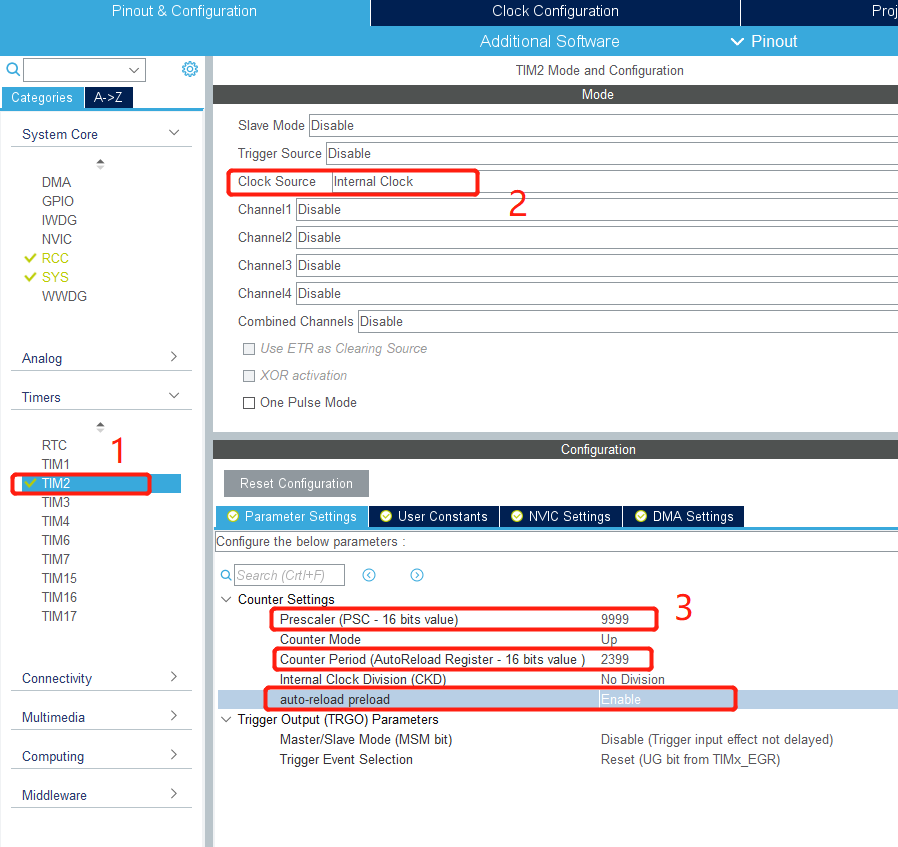 Pinout & Configuration
Clock Configuration
Proj
Additional Software
Pinout
Categories
A->Z
System Core
DMA
GPIO
IWDG
NVIC
RCC
SYS
WWDG
Analog
Timers
RTC
1
TIM1
TIM2
TIM3
TIM4
TIM6
TIM7
TIM15
TIM16
TIM17
Connectivity
Multimedia
Computing
Middleware
TIM2 Mode and Configuration
Mode
Slave Mode Disable
Trigger Source Disable
Clock Source Internal Clock
2
Channel1 Disable
Channel2 Disable
Channel3 Disable
Channel4 Disable
Combined Channels Disable
Use ETR as Clearing Source
XOR activation
One Pulse Mode
Configuration
Reset Configuration
Parameter Settings
User Constants
NVIC Settings
DMA Settings
Configure the below parameters :
Search (CrtI+F)
Counter Settings
3
Prescaler (PSC - 16 bits value) 9999
Counter Mode Up
Counter Period (AutoReload Register - 16 bits value ) 2399
Internal Clock Division (CKD) No Division
auto-reload preload Enable
Trigger Output (TRGO) Parameters
Master/Slave Mode (MSM bit) Disable (Trigger input effect not delayed)
Trigger Event Selection Reset (UG bit from TIMx_EGR)